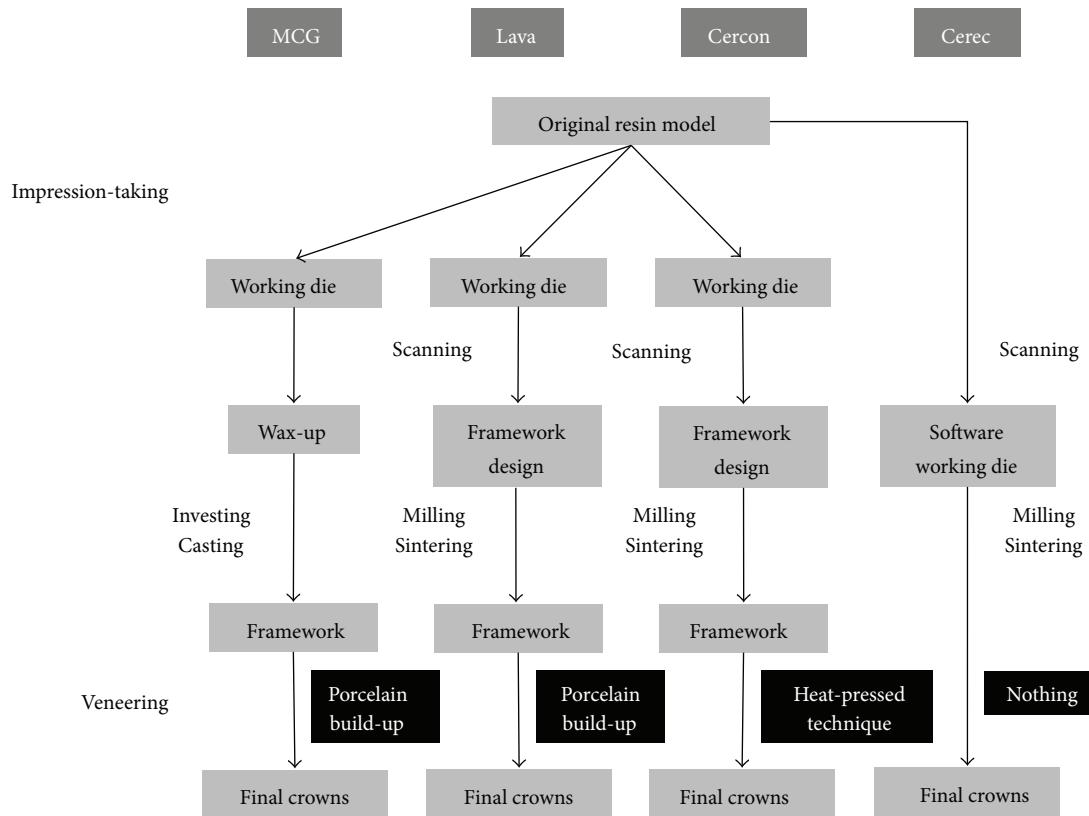 MCG
Lava
Cercon
Cerec
Original resin model
Impression-taking
Working die
Working die
Working die
Scanning
Scanning
Scanning
Wax-up
Framework
design
Framework
design
Software
working die
Investing
Casting
Milling
Sintering
Milling
Sintering
Milling
Sintering
Framework
Framework
Framework
Veneering
Porcelain
build-up
Porcelain
build-up
Heat-pressed
technique
Nothing
Final crowns
Final crowns
Final crowns
Final crowns